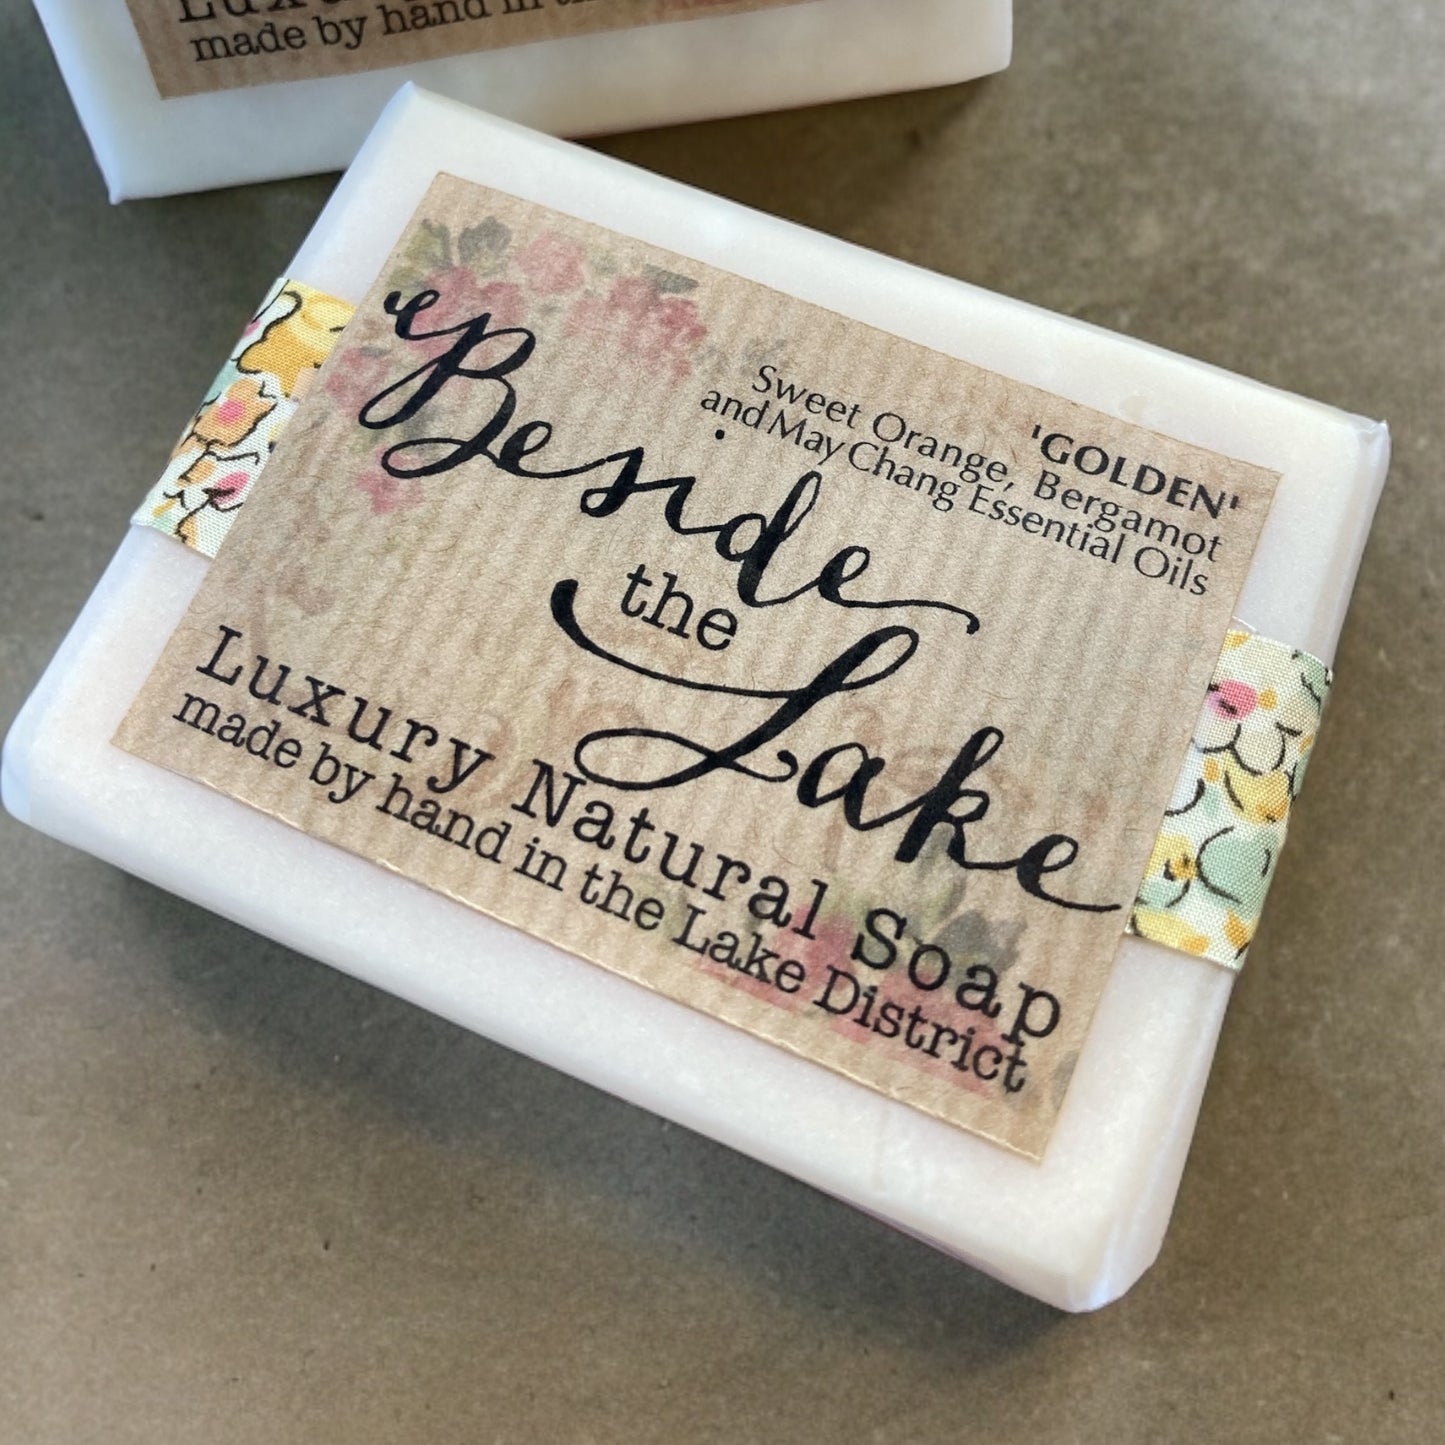 made by hand in
'GOLDEN'
Sweet Orange, Bergamot
and May Chang Essential Oils
Beside
the
Lake
Luxury Natural Soap
made by hand in the Lake District